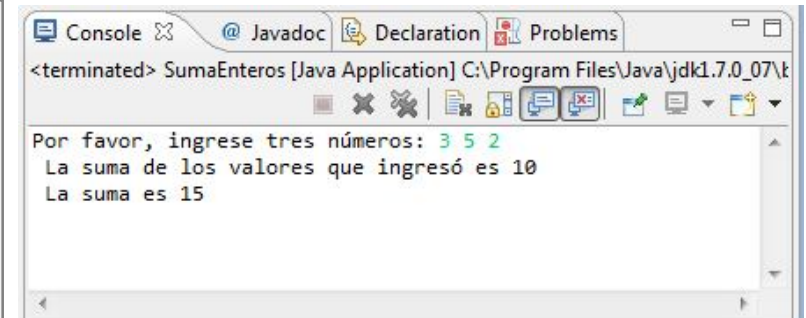 Console @ Javadoc Declaration Problems
<terminated> SumaEnteros [Java Application] C:\Program Files\Java\jdk1.7.0_07\b
Por favor, ingrese tres números: 3 5 2
La suma de los valores que ingresó es 10
La suma es 15